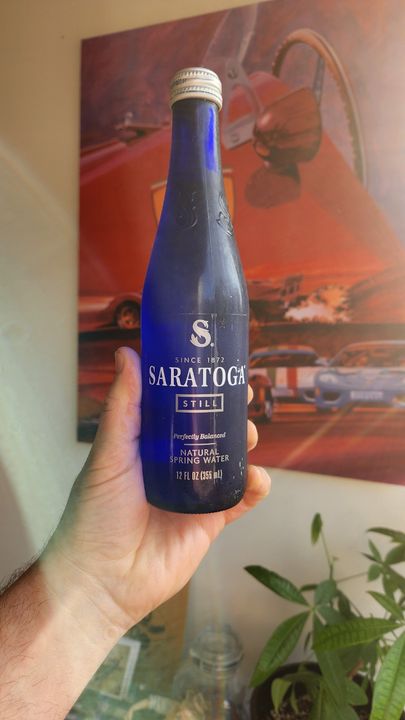 S.
SINCE 1872
SARATOGA
STILL
Perfectly Balanced
NATURAL
SPRING WATER
12 FL OZ (355 mL)